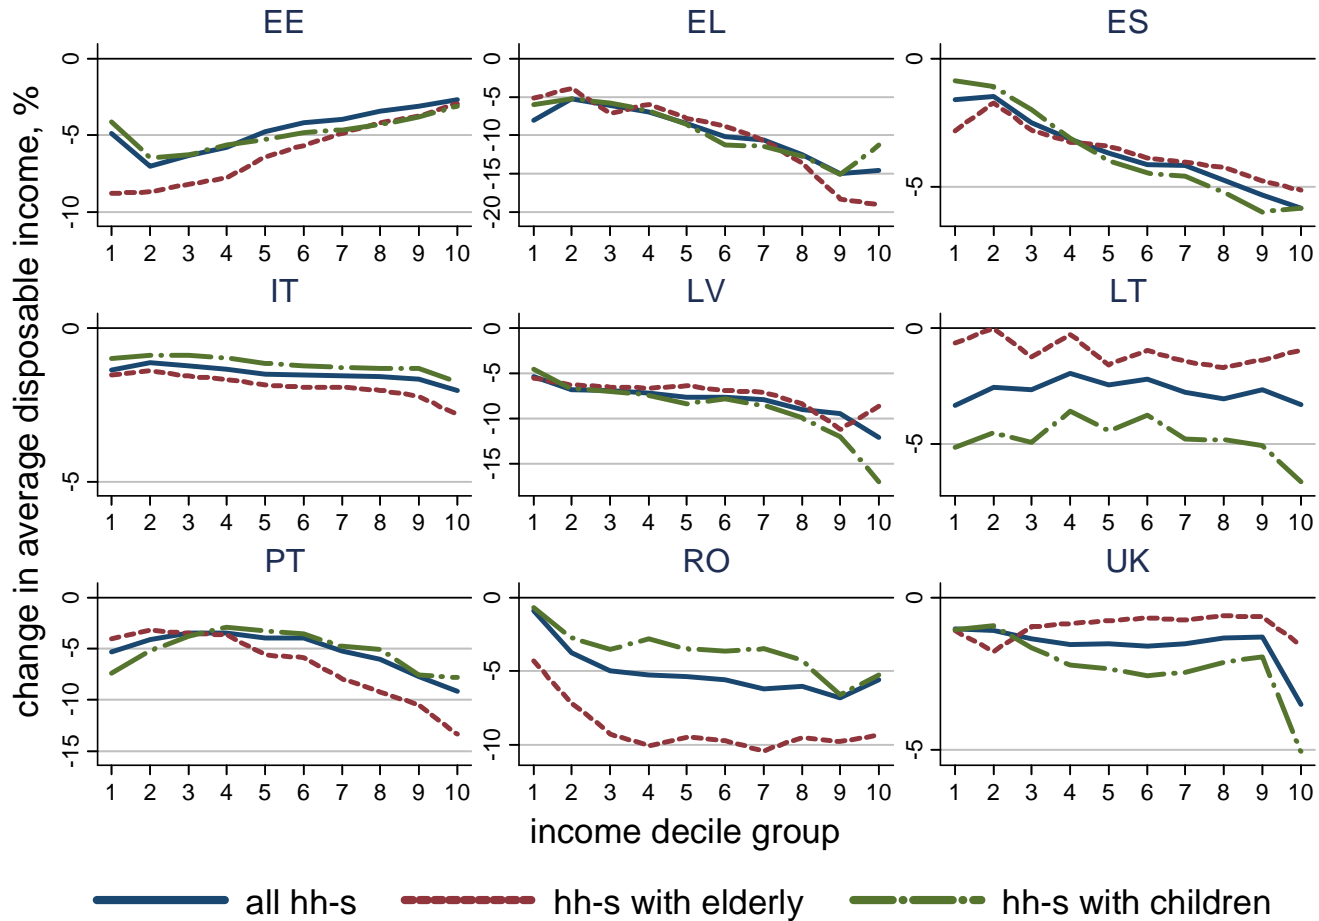 EE EL ES
change in average disposable income, %
0 -5 -10
1 2 3 4 5 6 7 8 9 10
0 -5 -10 -15 -20
1 2 3 4 5 6 7 8 9 10
0 -5
1 2 3 4 5 6 7 8 9 10
IT LV LT
0 -5
1 2 3 4 5 6 7 8 9 10
0 -5 -10 -15
1 2 3 4 5 6 7 8 9 10
0 -5
1 2 3 4 5 6 7 8 9 10
PT RO UK
0 -5 -10 -15
1 2 3 4 5 6 7 8 9 10
0 -5 -10
1 2 3 4 5 6 7 8 9 10
0 -5
1 2 3 4 5 6 7 8 9 10
income decile group
all hh-s hh-s with elderly hh-s with children